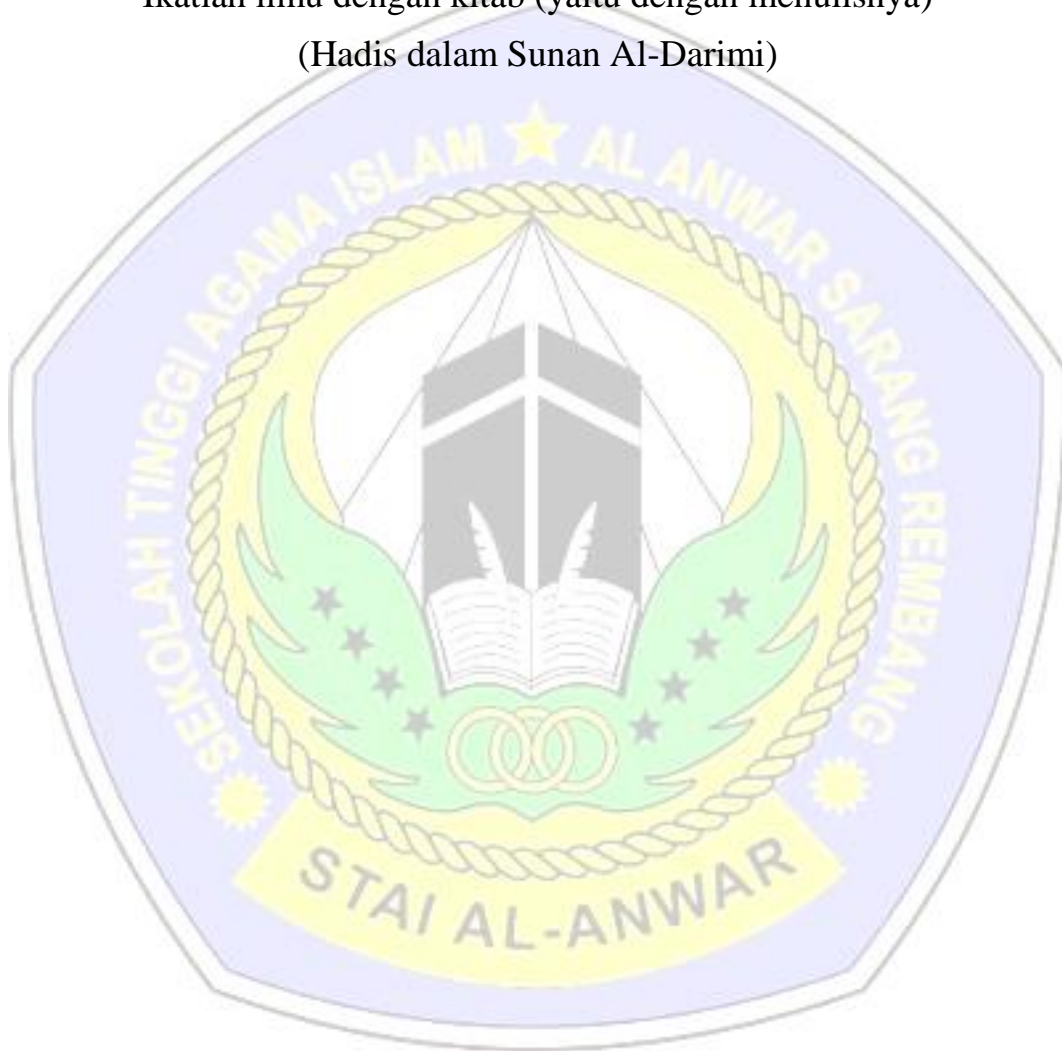 Ikatlah ilmu dengan kitab (yaitu dengan menulisnya)
(Hadis dalam Sunan Al-Darimi)
SEKOLAH TINGGI AGAMA ISLAM AL ANWAR SARANG REMBANG
STAI AL-ANWAR